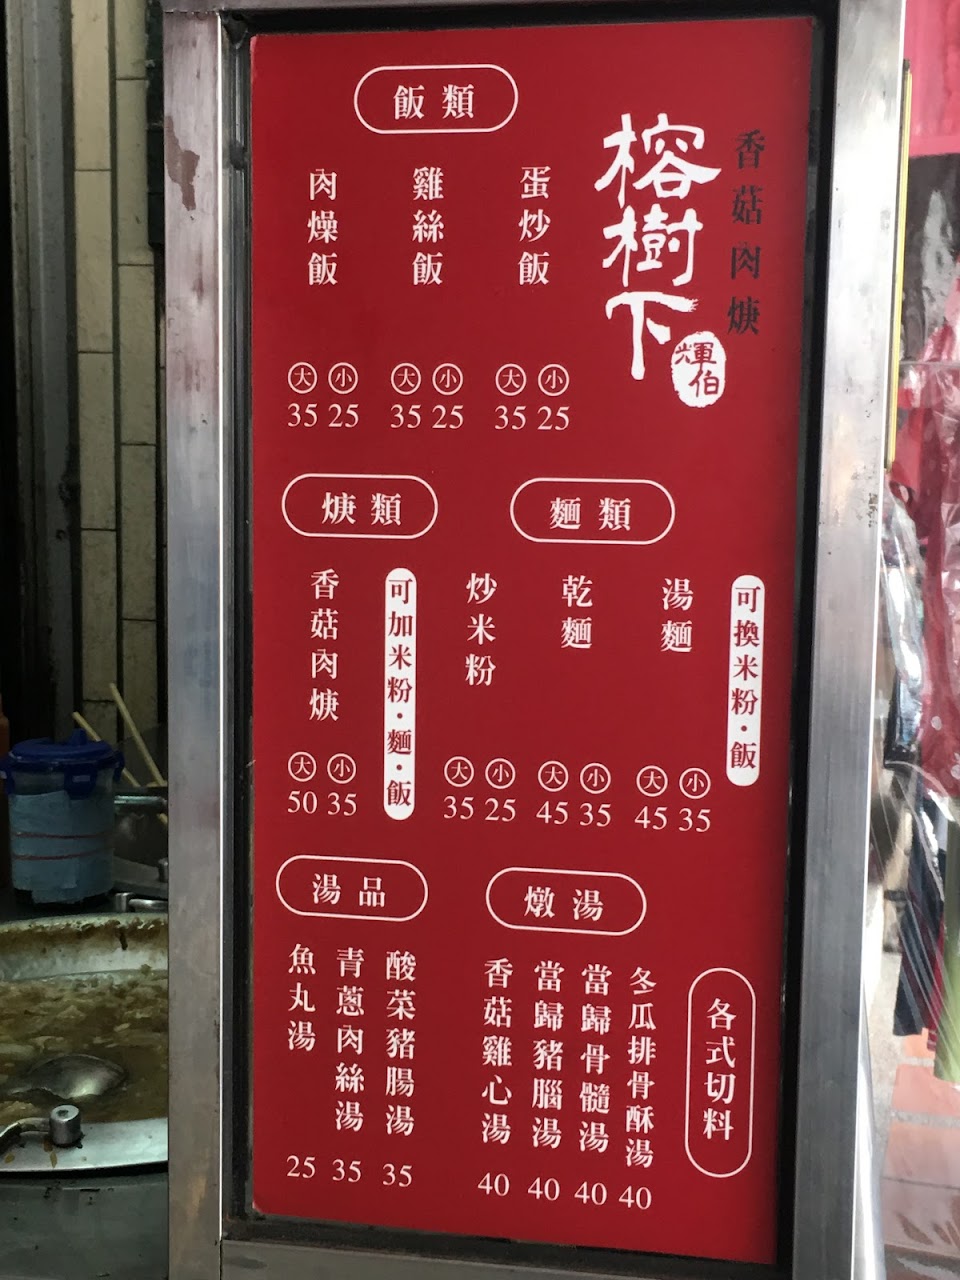 香菇肉焿
榕樹下
輝伯
飯類
蛋炒飯
大 小
35 25
雞絲飯
大 小
35 25
肉燥飯
大 小
35 25
麵類
可換米粉・飯
湯麵
大 小
45 35
乾麵
大 小
45 35
炒米粉
大 小
35 25
焿類
可加米粉・麵・飯
香菇肉焿
大 小
50 35
各式切料
燉湯
冬瓜排骨酥湯
40
當歸骨髓湯
40
當歸豬腦湯
40
香菇雞心湯
40
湯品
酸菜豬腸湯
35
青蔥肉絲湯
35
魚丸湯
25